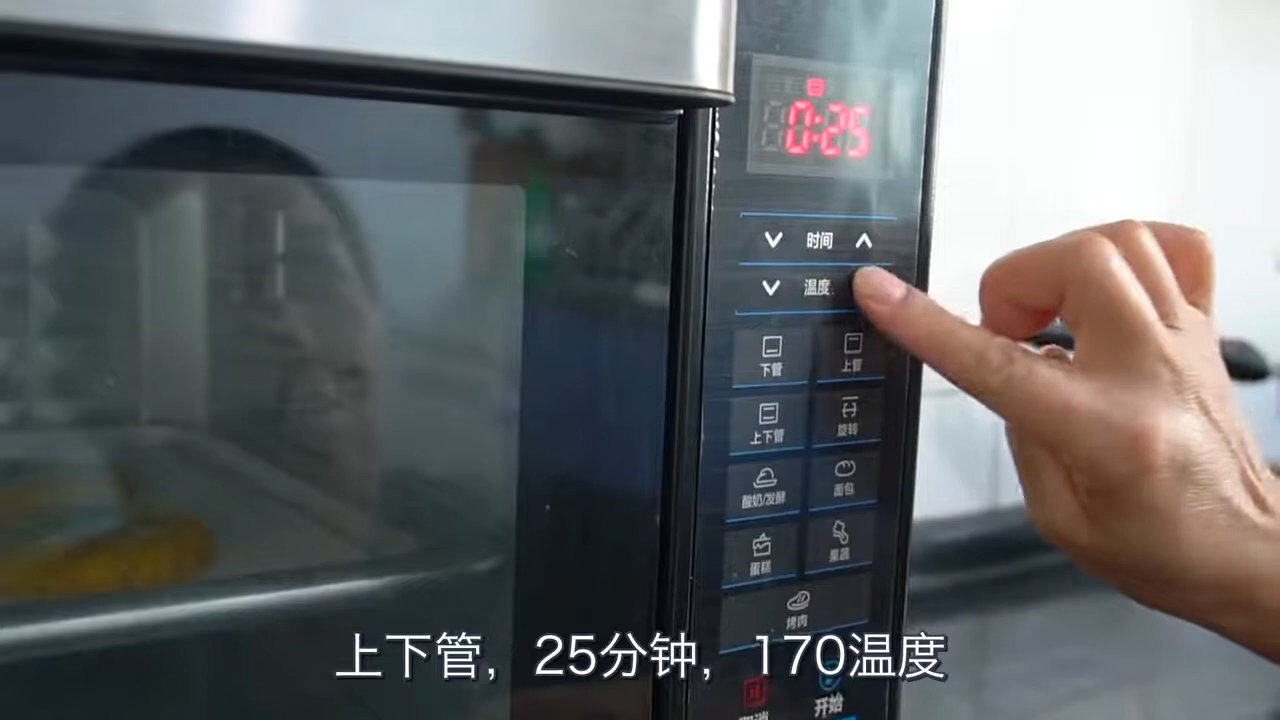 0:25
时间
温度
下管
上管
上下管
旋转
酸奶/发酵
面包
蛋糕
果蔬
烤肉
上下管，25分钟，170温度
取消
开始